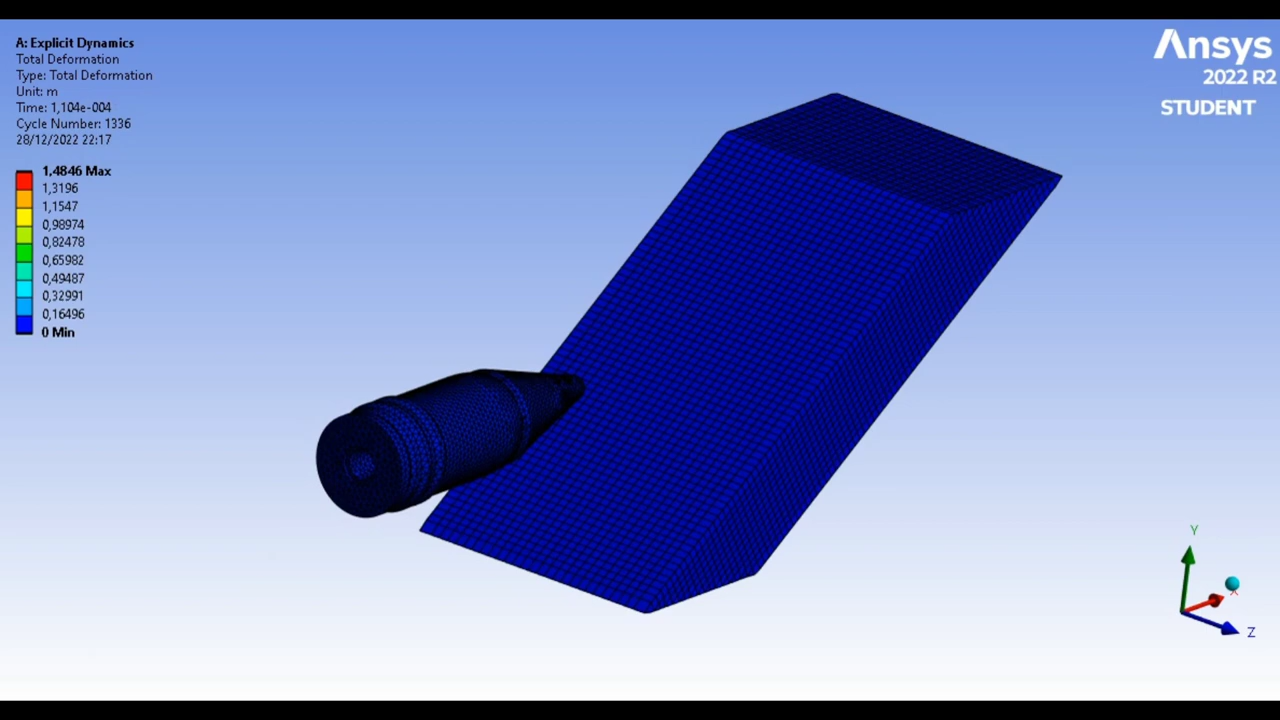 A: Explicit Dynamics
Total Deformation
Type: Total Deformation
Unit: m
Time: 1,104e-004
Cycle Number: 1336
28/12/2022 22:17
1,4846 Max
1,3196
1,1547
0,98974
0,82478
0,65982
0,49487
0,32991
0,16496
0 Min
Ansys
2022 R2
STUDENT
Y
X
Z